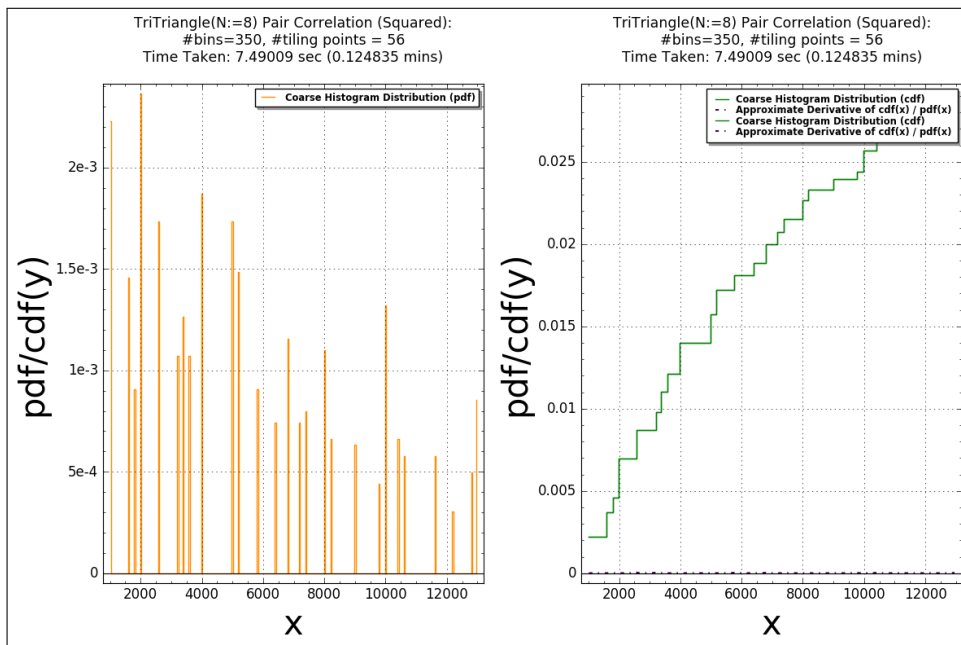 TriTriangle(N:=8) Pair Correlation (Squared):
#bins=350, #tiling points = 56
Time Taken: 7.49009 sec (0.124835 mins)
Coarse Histogram Distribution (pdf)
2e-3
1.5e-3
1e-3
5e-4
0
pdf/cdf(y)
2000 4000 6000 8000 10000 12000
x
TriTriangle(N:=8) Pair Correlation (Squared):
#bins=350, #tiling points = 56
Time Taken: 7.49009 sec (0.124835 mins)
Coarse Histogram Distribution (cdf)
Approximate Derivative of cdf(x) / pdf(x)
Coarse Histogram Distribution (cdf)
Approximate Derivative of cdf(x) / pdf(x)
0.025
0.02
0.015
0.01
0.005
0
pdf/cdf(y)
2000 4000 6000 8000 10000 12000
x